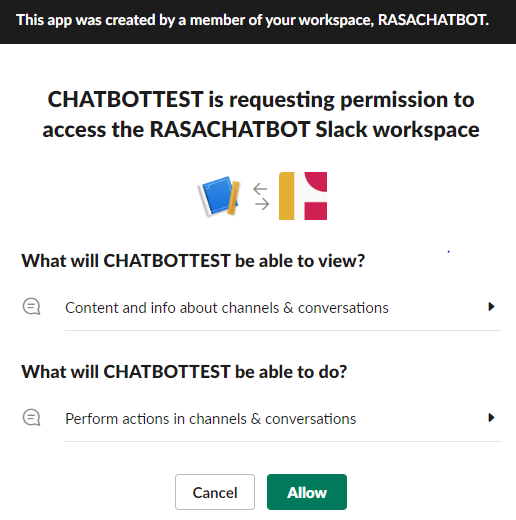 This app was created by a member of your workspace, RASACHATBOT.
CHATBOTTEST is requesting permission to
access the RASACHATBOT Slack workspace
What will CHATBOTTEST be able to view?
Content and info about channels & conversations
What will CHATBOTTEST be able to do?
Perform actions in channels & conversations
Cancel
Allow